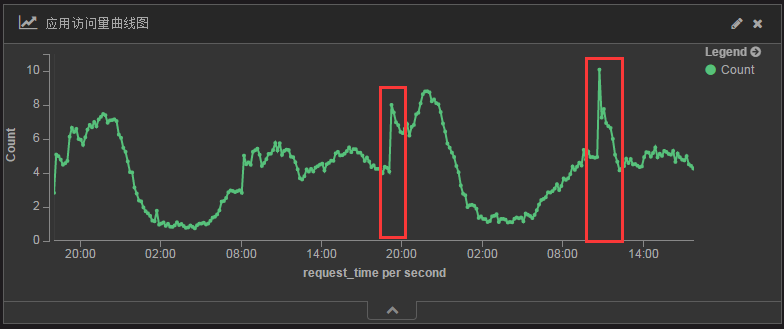 应用访问量曲线图
Legend
Count
Count
10
8
6
4
2
0
20:00 02:00 08:00 14:00 20:00 02:00 08:00 14:00
request_time per second